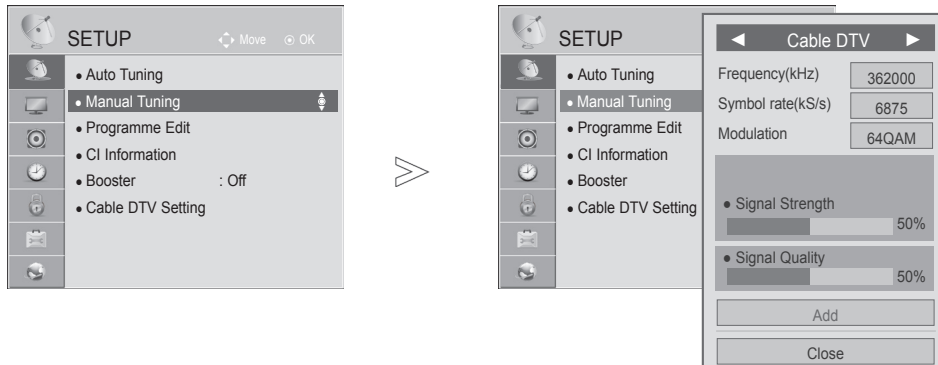 SETUP
Move
OK
• Auto Tuning
• Manual Tuning
• Programme Edit
• CI Information
• Booster : Off
• Cable DTV Setting
SETUP
• Auto Tuning
• Manual Tuning
• Programme Edit
• CI Information
• Booster
• Cable DTV Setting
◄ Cable DTV ►
Frequency(kHz) 362000
Symbol rate(kS/s) 6875
Modulation 64QAM
• Signal Strength
50%
• Signal Quality
50%
Add
Close